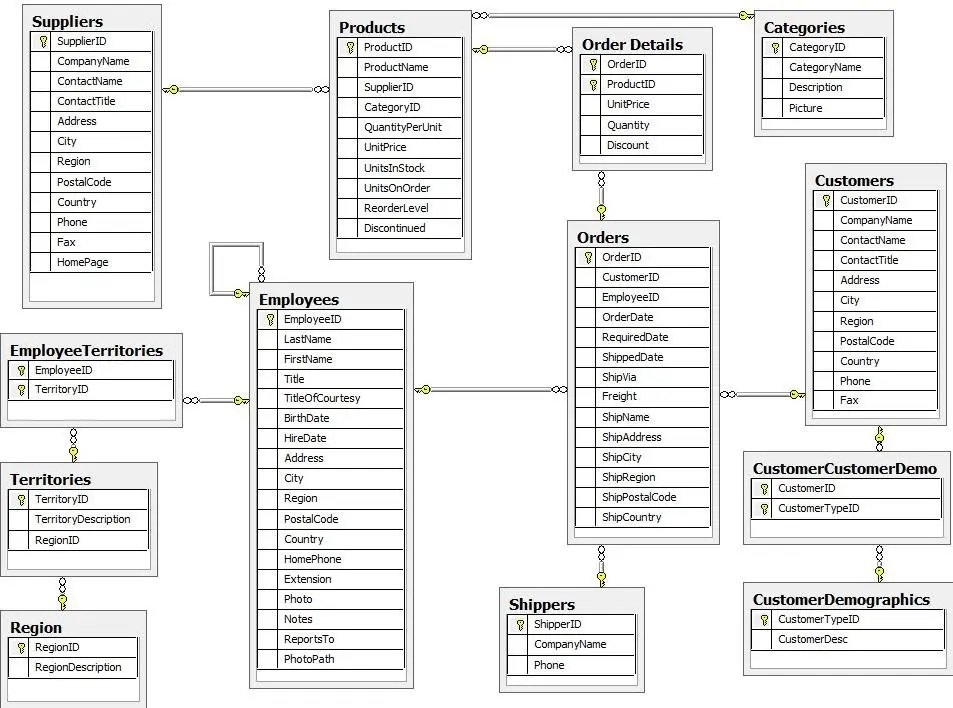 Suppliers
SupplierID
CompanyName
ContactName
ContactTitle
Address
City
Region
PostalCode
Country
Phone
Fax
HomePage
Products
ProductID
ProductName
SupplierID
CategoryID
QuantityPerUnit
UnitPrice
UnitsInStock
UnitsOnOrder
ReorderLevel
Discontinued
Order Details
OrderID
ProductID
UnitPrice
Quantity
Discount
Categories
CategoryID
CategoryName
Description
Picture
Customers
CustomerID
CompanyName
ContactName
ContactTitle
Address
City
Region
PostalCode
Country
Phone
Fax
Orders
OrderID
CustomerID
EmployeeID
OrderDate
RequiredDate
ShippedDate
ShipVia
Freight
ShipName
ShipAddress
ShipCity
ShipRegion
ShipPostalCode
ShipCountry
Employees
EmployeeID
LastName
FirstName
Title
TitleOfCourtesy
BirthDate
HireDate
Address
City
Region
PostalCode
Country
HomePhone
Extension
Photo
Notes
ReportsTo
PhotoPath
EmployeeTerritories
EmployeeID
TerritoryID
Territories
TerritoryID
TerritoryDescription
RegionID
Region
RegionID
RegionDescription
Shippers
ShipperID
CompanyName
Phone
CustomerCustomerDemo
CustomerID
CustomerTypeID
CustomerDemographics
CustomerTypeID
CustomerDesc